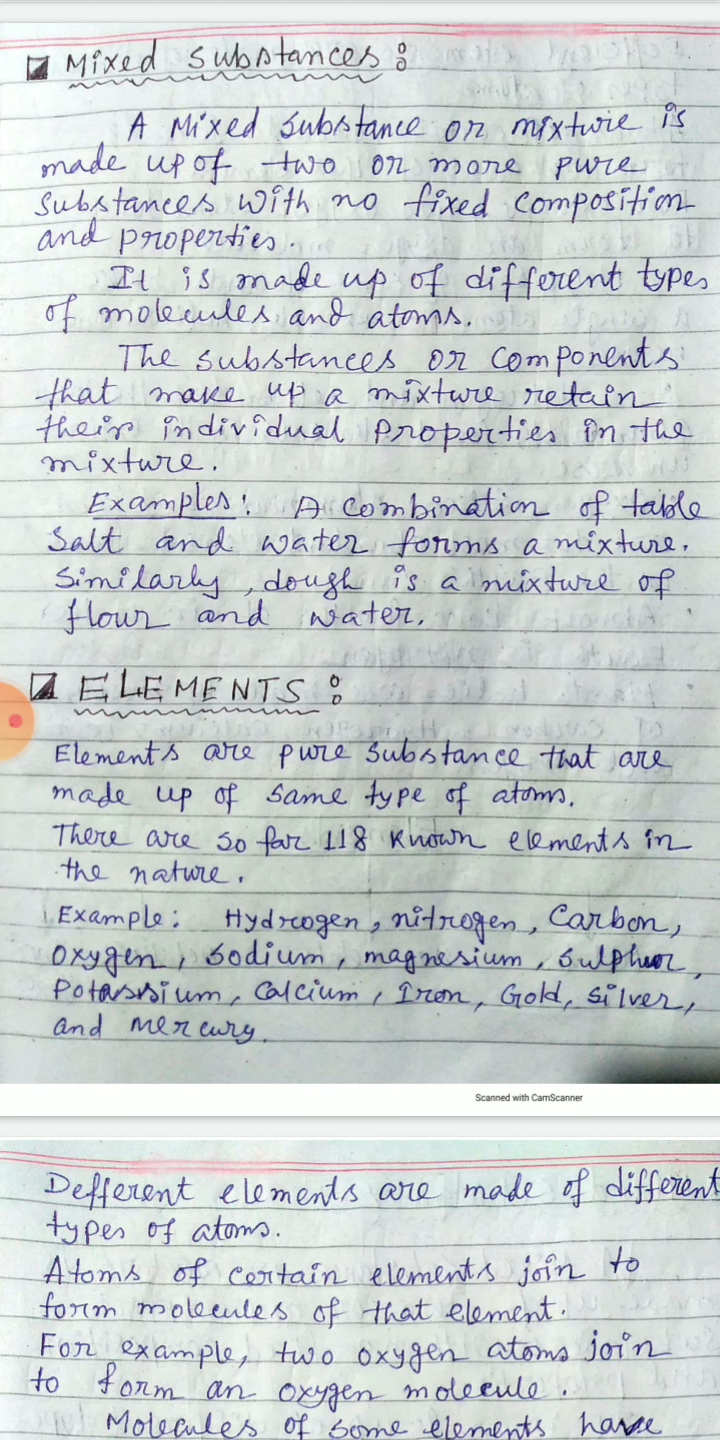 Mixed substances:
A Mixed substance or mixture is
made up of two or more pure
substances with no fixed composition
and properties.
It is made up of different types
of molecules and atoms.
The substances or components
that make up a mixture retain
their individual properties in the
mixture.
Examples: A combination of table
salt and water forms a mixture.
Similarly, dough is a mixture of
flour and water.
ELEMENTS:
Elements are pure substance that are
made up of same type of atoms.
There are so far 118 known elements in
the nature.
Example: Hydrogen, nitrogen, Carbon,
oxygen, sodium, magnesium, sulphur,
Potassium, Calcium, Iron, Gold, silver,
and mercury.
Scanned with CamScanner
Defferent elements are made of different
types of atoms.
Atoms of certain elements join to
form molecules of that element.
For example, two oxygen atoms join
to form an oxygen molecule.
Molecules of some elements have